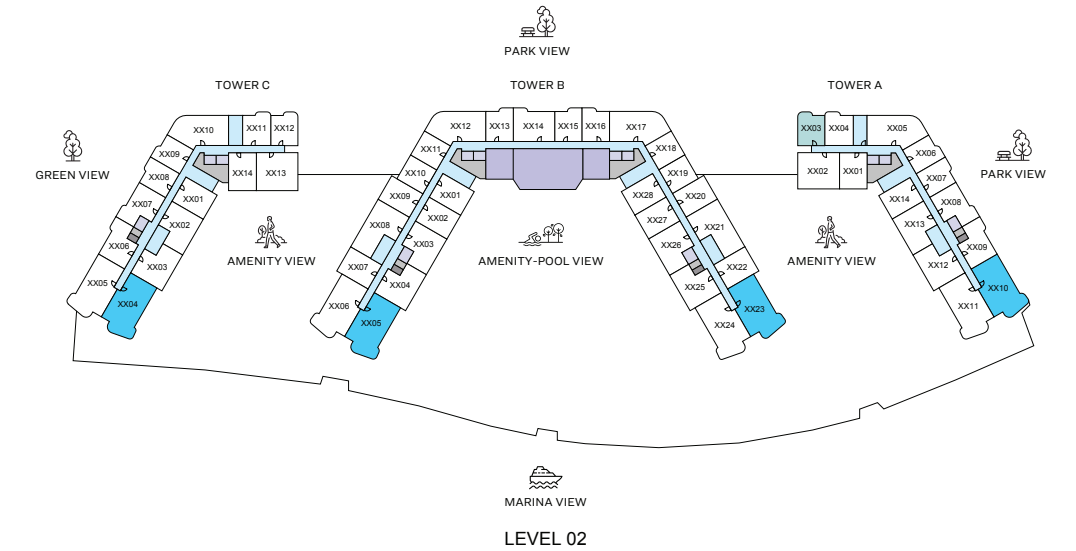 PARK VIEW
TOWER C
TOWER B
TOWER A
GREEN VIEW
PARK VIEW
XX10
XX11
XX12
XX09
XX08
XX14
XX13
XX07
XX01
XX06
XX02
XX05
XX03
XX04
AMENITY VIEW
XX12
XX13
XX14
XX15
XX16
XX17
XX11
XX18
XX10
XX19
XX09
XX01
XX28
XX20
XX08
XX02
XX27
XX21
XX07
XX03
XX26
XX22
XX06
XX04
XX25
XX23
XX05
XX24
AMENITY-POOL VIEW
XX03
XX04
XX05
XX02
XX01
XX06
XX07
XX14
XX08
XX13
XX09
XX12
XX10
XX11
AMENITY VIEW
MARINA VIEW
LEVEL 02